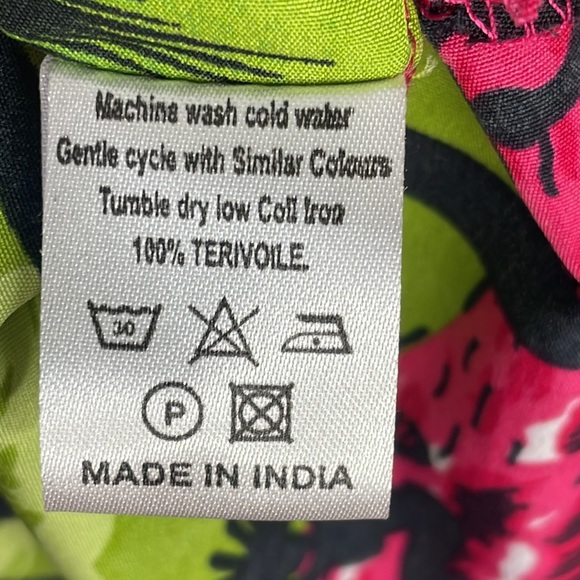 Machine wash cold water
Gentle cycle with Similar Colours
Tumble dry low Coll Iron
100% TERIVOILE.
30
P
MADE IN INDIA